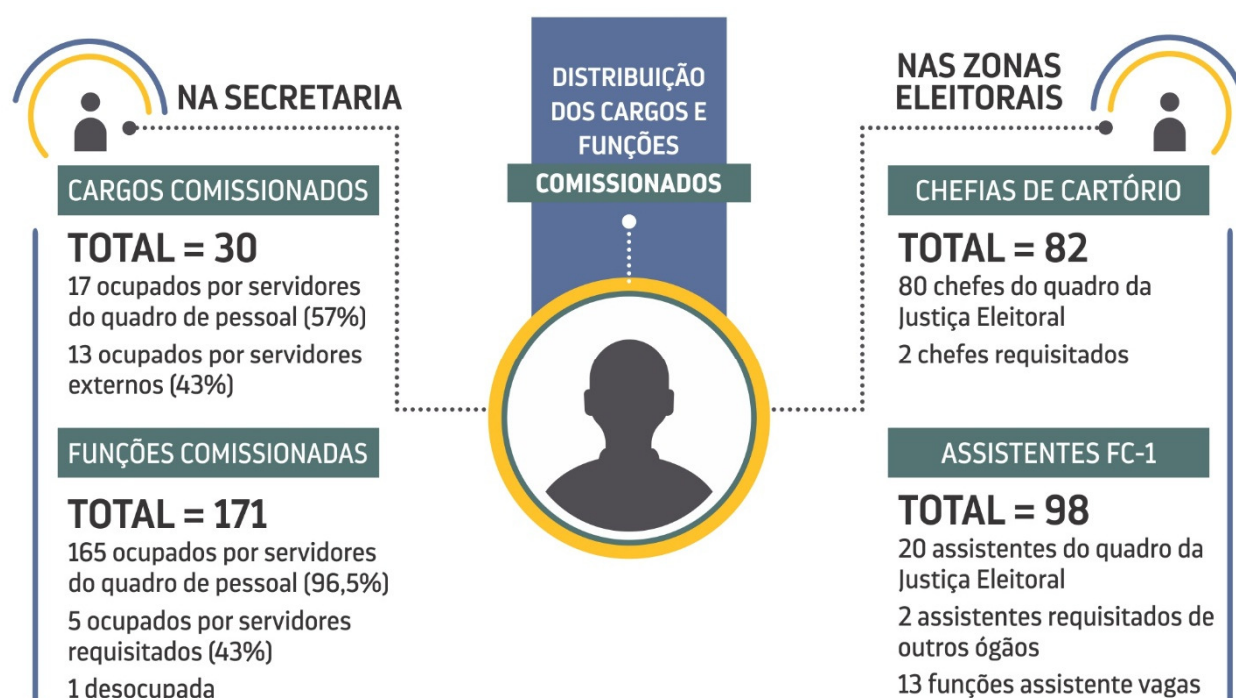 DISTRIBUIÇÃO
DOS CARGOS E
FUNÇÕES
COMISSIONADOS
NA SECRETARIA
CARGOS COMISSIONADOS
TOTAL = 30
17 ocupados por servidores
do quadro de pessoal (57%)
13 ocupados por servidores
externos (43%)
FUNÇÕES COMISSIONADAS
TOTAL = 171
165 ocupados por servidores
do quadro de pessoal (96,5%)
5 ocupados por servidores
requisitados (43%)
1 desocupada
NAS ZONAS
ELEITORAIS
CHEFIAS DE CARTÓRIO
TOTAL = 82
80 chefes do quadro da
Justiça Eleitoral
2 chefes requisitados
ASSISTENTES FC-1
TOTAL = 98
20 assistentes do quadro da
Justiça Eleitoral
2 assistentes requisitados de
outros ógãos
13 funções assistente vagas